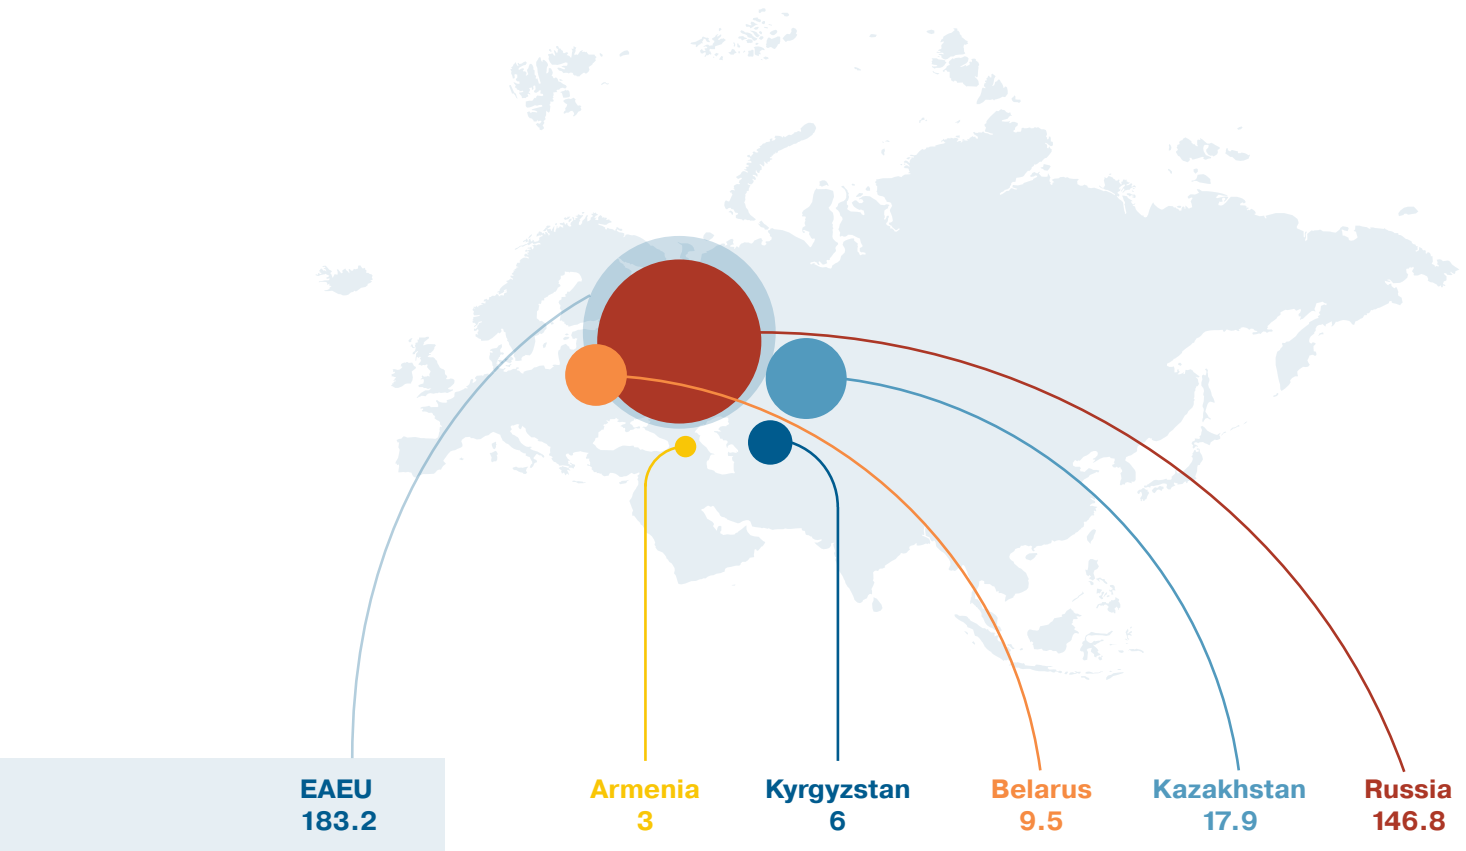 EAEU
183.2
Armenia
3
Kyrgyzstan
6
Belarus
9.5
Kazakhstan
17.9
Russia
146.8